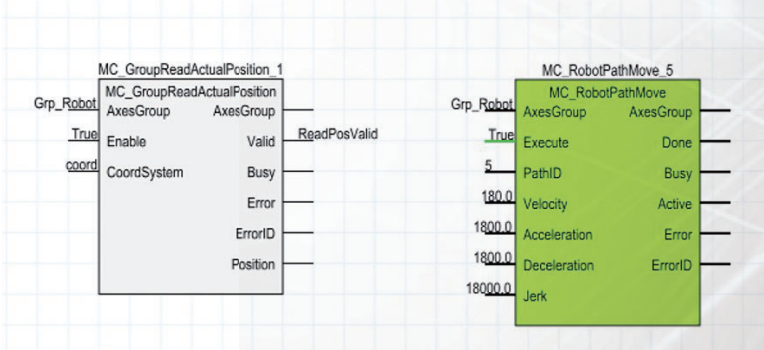 MC_GroupReadActualPosition_1
MC_GroupReadActualPosition
Grp_Robot AxesGroup AxesGroup
True Enable Valid ReadPosValid
coord CoordSystem Busy
Error
ErrorID
Position
MC_RobotPathMove_5
MC_RobotPathMove
Grp_Robot AxesGroup AxesGroup
True Execute Done
5 PathID Busy
180.0 Velocity Active
1800.0 Acceleration Error
1800.0 Deceleration ErrorID
18000.0 Jerk